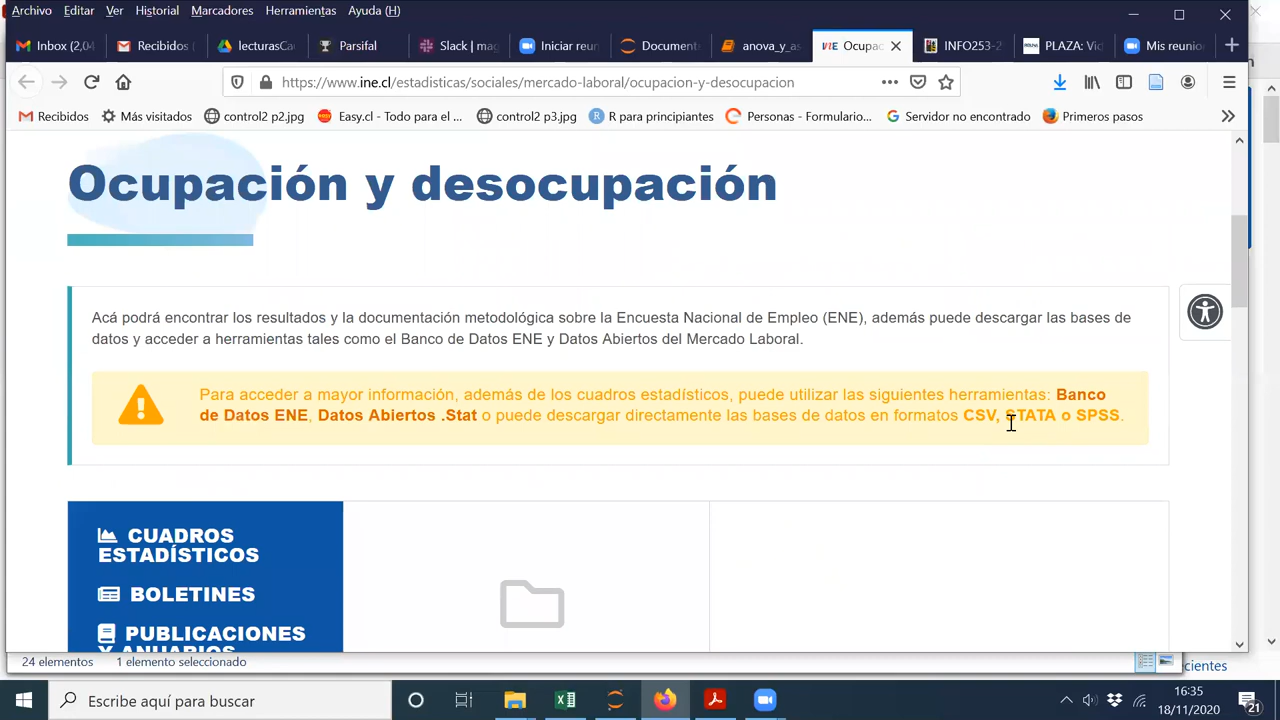 Archivo Editar Ver Historial Marcadores Herramientas Ayuda (H)
Inbox (2,04 Recibidos lecturasCa Parsifal Slack | mag Iniciar reun Document anova_y_as Ocupac INFO253-2 PLAZA: Vid Mis reunio
https://www.ine.cl/estadisticas/sociales/mercado-laboral/ocupacion-y-desocupacion
Recibidos Más visitados control2 p2.jpg Easy.cl - Todo para el ... control2 p3.jpg R para principiantes Personas - Formulario... Servidor no encontrado Primeros pasos
Ocupación y desocupación
Acá podrá encontrar los resultados y la documentación metodológica sobre la Encuesta Nacional de Empleo (ENE), además puede descargar las bases de
datos y acceder a herramientas tales como el Banco de Datos ENE y Datos Abiertos del Mercado Laboral.
Para acceder a mayor información, además de los cuadros estadísticos, puede utilizar las siguientes herramientas: Banco
de Datos ENE, Datos Abiertos .Stat o puede descargar directamente las bases de datos en formatos CSV, STATA o SPSS.
CUADROS
ESTADÍSTICOS
BOLETINES
PUBLICACIONES
Y ANUARIOS
24 elementos 1 elemento seleccionado
cientes
Escribe aquí para buscar
16:35
18/11/2020
21